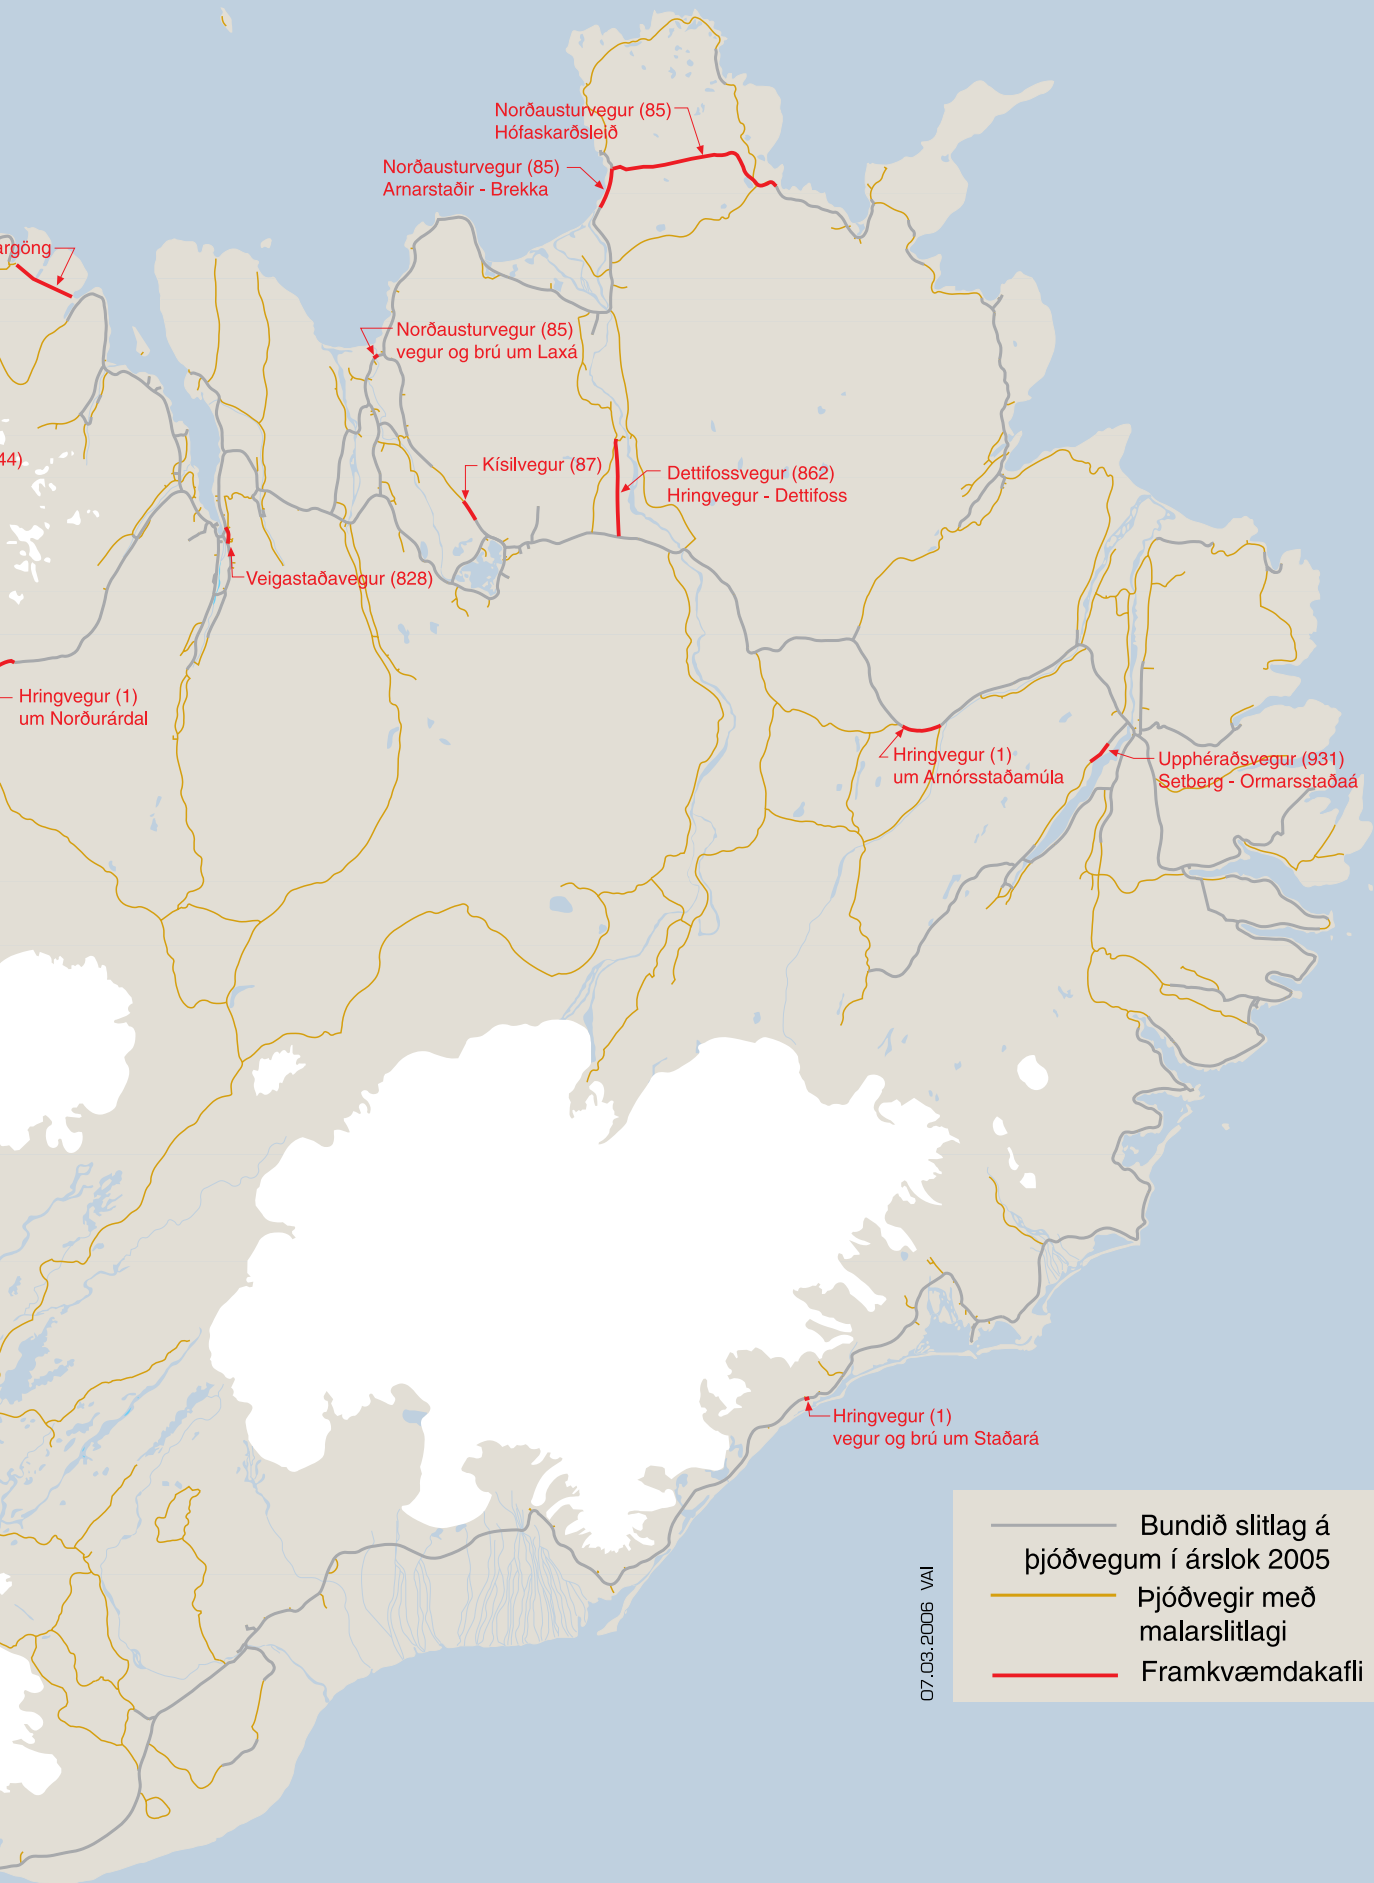 Norðausturvegur (85)
Hófaskarðsleið
Norðausturvegur (85)
Arnarstaðir - Brekka
argöng
Norðausturvegur (85)
vegur og brú um Laxá
44)
Kísilvegur (87)
Dettifossvegur (862)
Hringvegur - Dettifoss
Veigastaðavegur (828)
Hringvegur (1)
um Norðurárdal
Hringvegur (1)
um Arnórsstaðamúla
Upphéraðsvegur (931)
Setberg - Ormarsstaðaá
Hringvegur (1)
vegur og brú um Staðará
07.03.2006 VAI
Bundið slitlag á
þjóðvegum í árslok 2005
Þjóðvegir með
malarslitlagi
Framkvæmdakafli